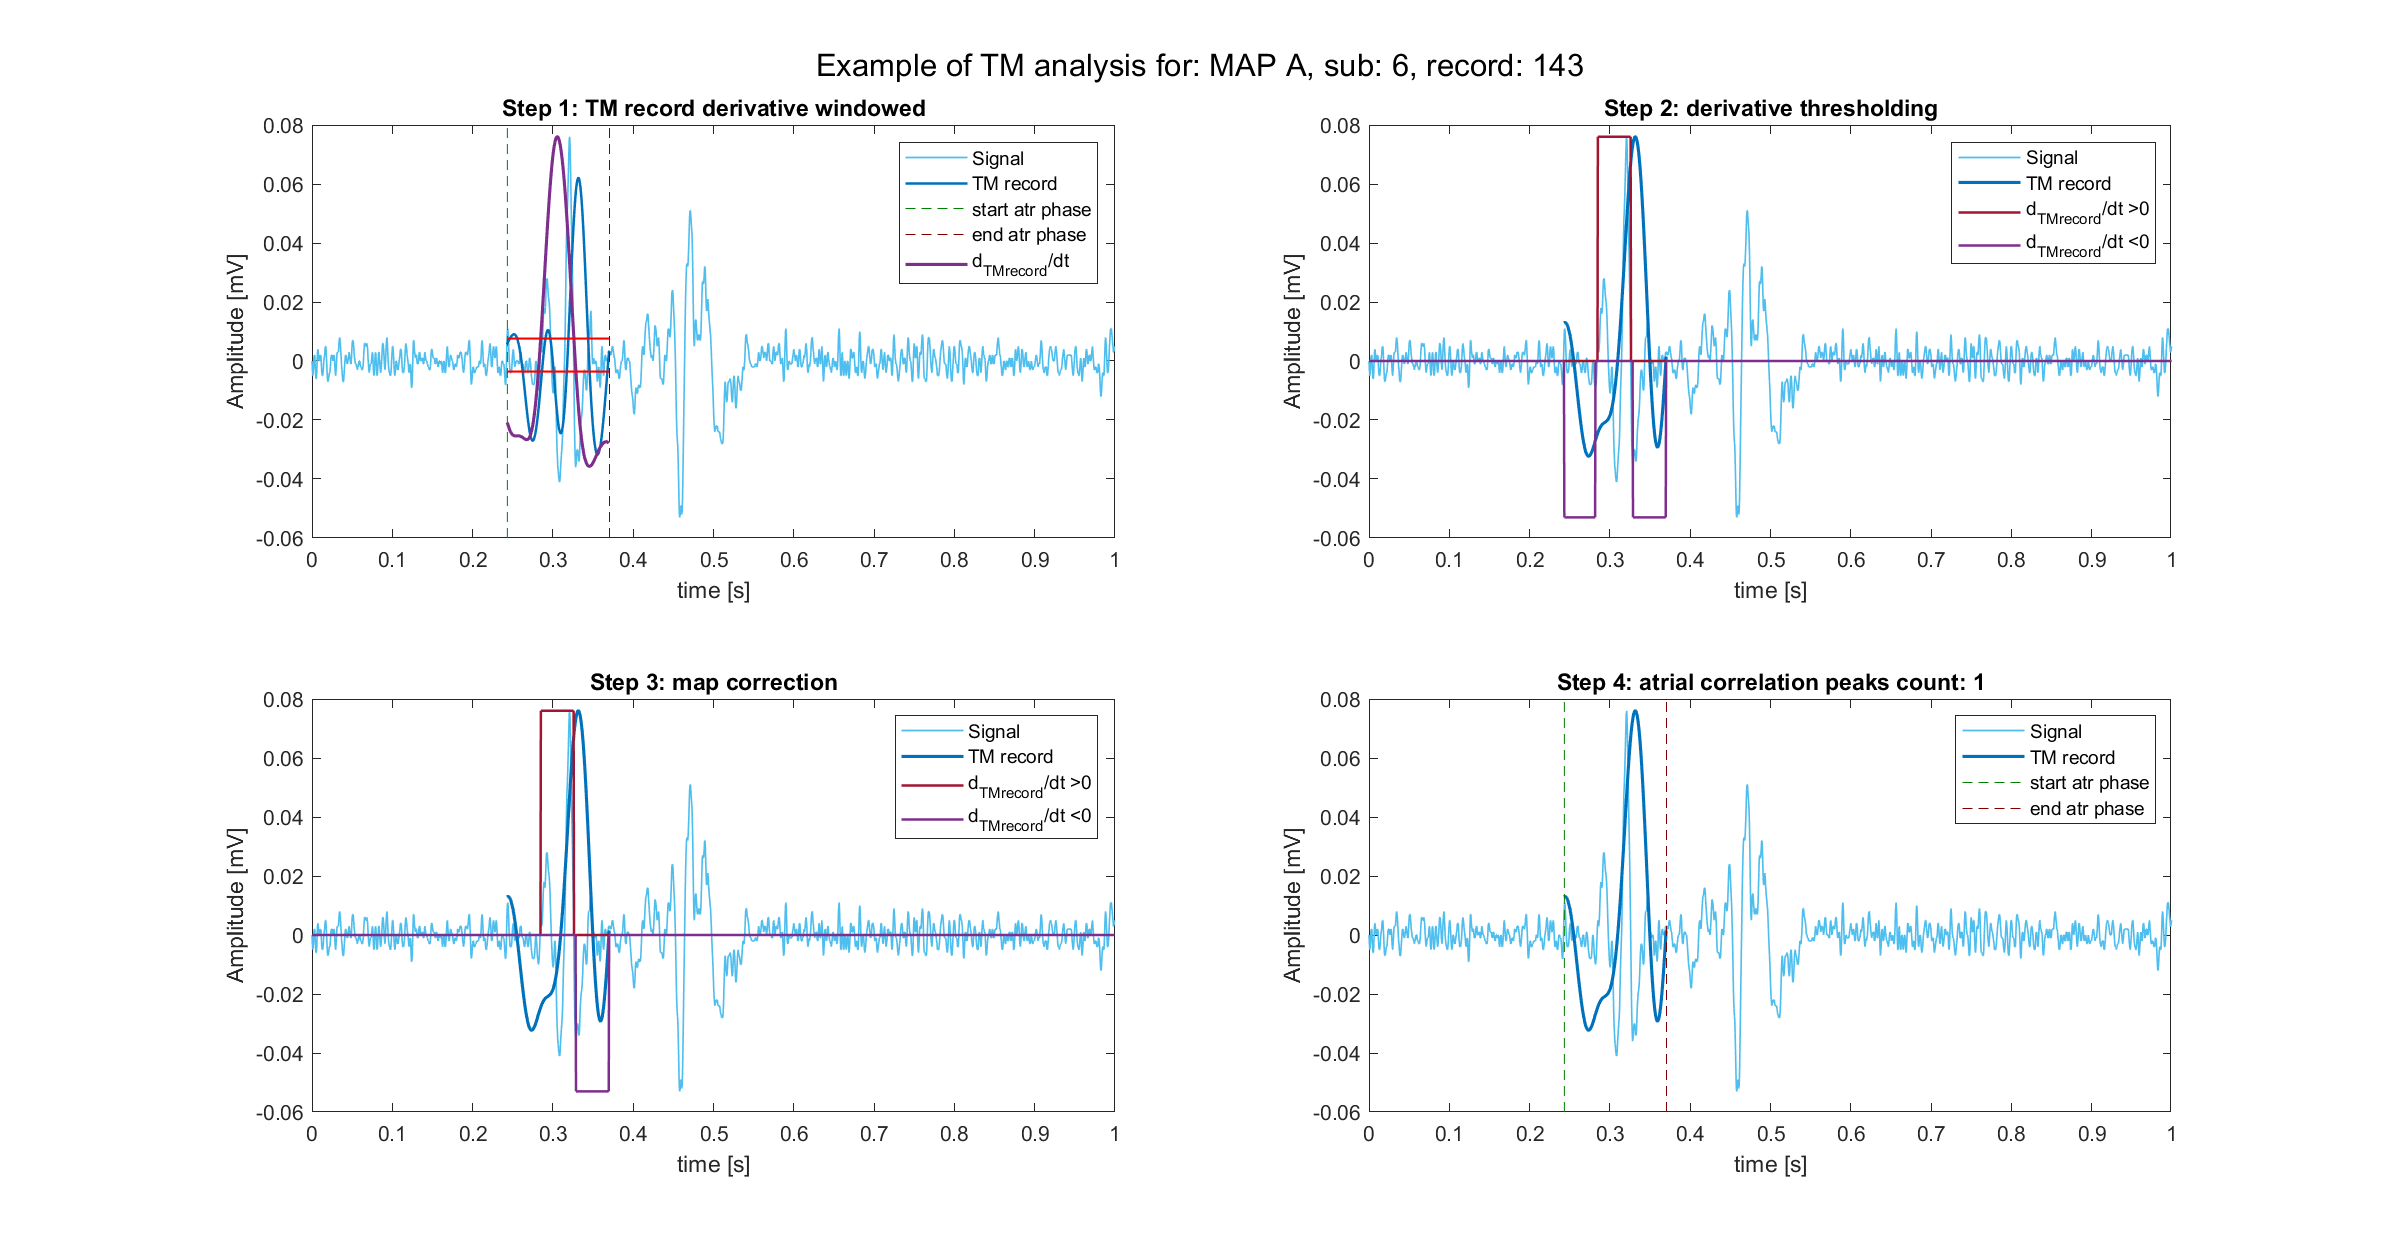 Example of TM analysis for: MAP A, sub: 6, record: 143
Step 1: TM record derivative windowed
0.08
0.06
0.04
0.02
0
-0.02
-0.04
-0.06
Amplitude [mV]
0 0.1 0.2 0.3 0.4 0.5 0.6 0.7 0.8 0.9 1
time [s]
Signal
TM record
start atr phase
end atr phase
dTMrecord/dt
Step 2: derivative thresholding
0.08
0.06
0.04
0.02
0
-0.02
-0.04
-0.06
Amplitude [mV]
0 0.1 0.2 0.3 0.4 0.5 0.6 0.7 0.8 0.9 1
time [s]
Signal
TM record
dTMrecord/dt >0
dTMrecord/dt <0
Step 3: map correction
0.08
0.06
0.04
0.02
0
-0.02
-0.04
-0.06
Amplitude [mV]
0 0.1 0.2 0.3 0.4 0.5 0.6 0.7 0.8 0.9 1
time [s]
Signal
TM record
dTMrecord/dt >0
dTMrecord/dt <0
Step 4: atrial correlation peaks count: 1
0.08
0.06
0.04
0.02
0
-0.02
-0.04
-0.06
Amplitude [mV]
0 0.1 0.2 0.3 0.4 0.5 0.6 0.7 0.8 0.9 1
time [s]
Signal
TM record
start atr phase
end atr phase